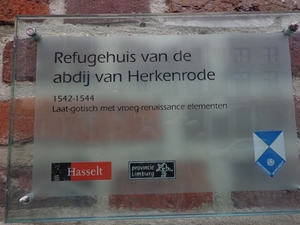 Refugehuis van de
abdij van Herkenrode
1542-1544
Laat-gotisch met vroeg-renaissance elementen
Hasselt
provincie
Limburg